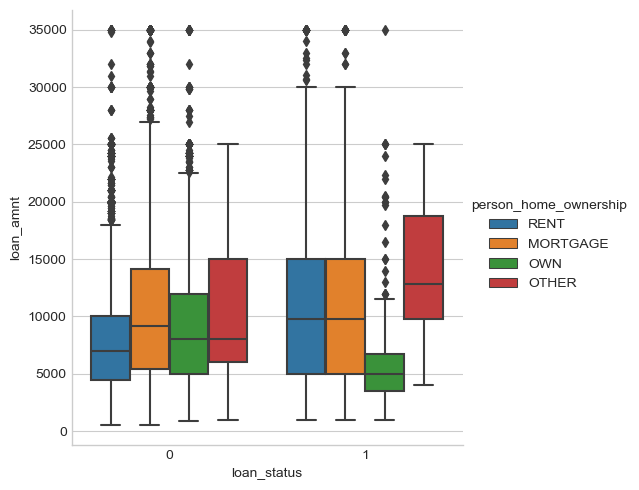 35000
30000
25000
20000
15000
10000
5000
0
loan_amnt
0
1
loan_status
person_home_ownership
RENT
MORTGAGE
OWN
OTHER